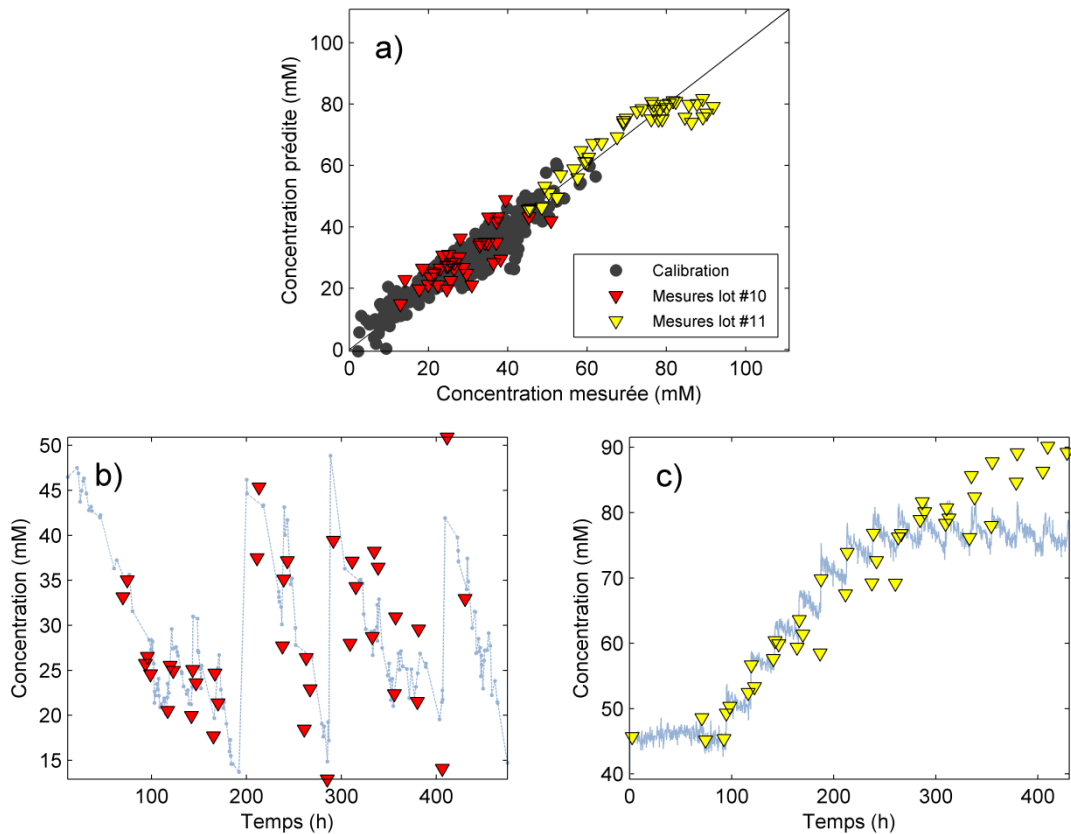 a)
Concentration prédite (mM)
100
80
60
40
20
0
Calibration
Mesures lot #10
Mesures lot #11
0 20 40 60 80 100
Concentration mesurée (mM)
b)
Concentration (mM)
50
45
40
35
30
25
20
15
100 200 300 400
Temps (h)
c)
Concentration (mM)
90
80
70
60
50
40
0 100 200 300 400
Temps (h)